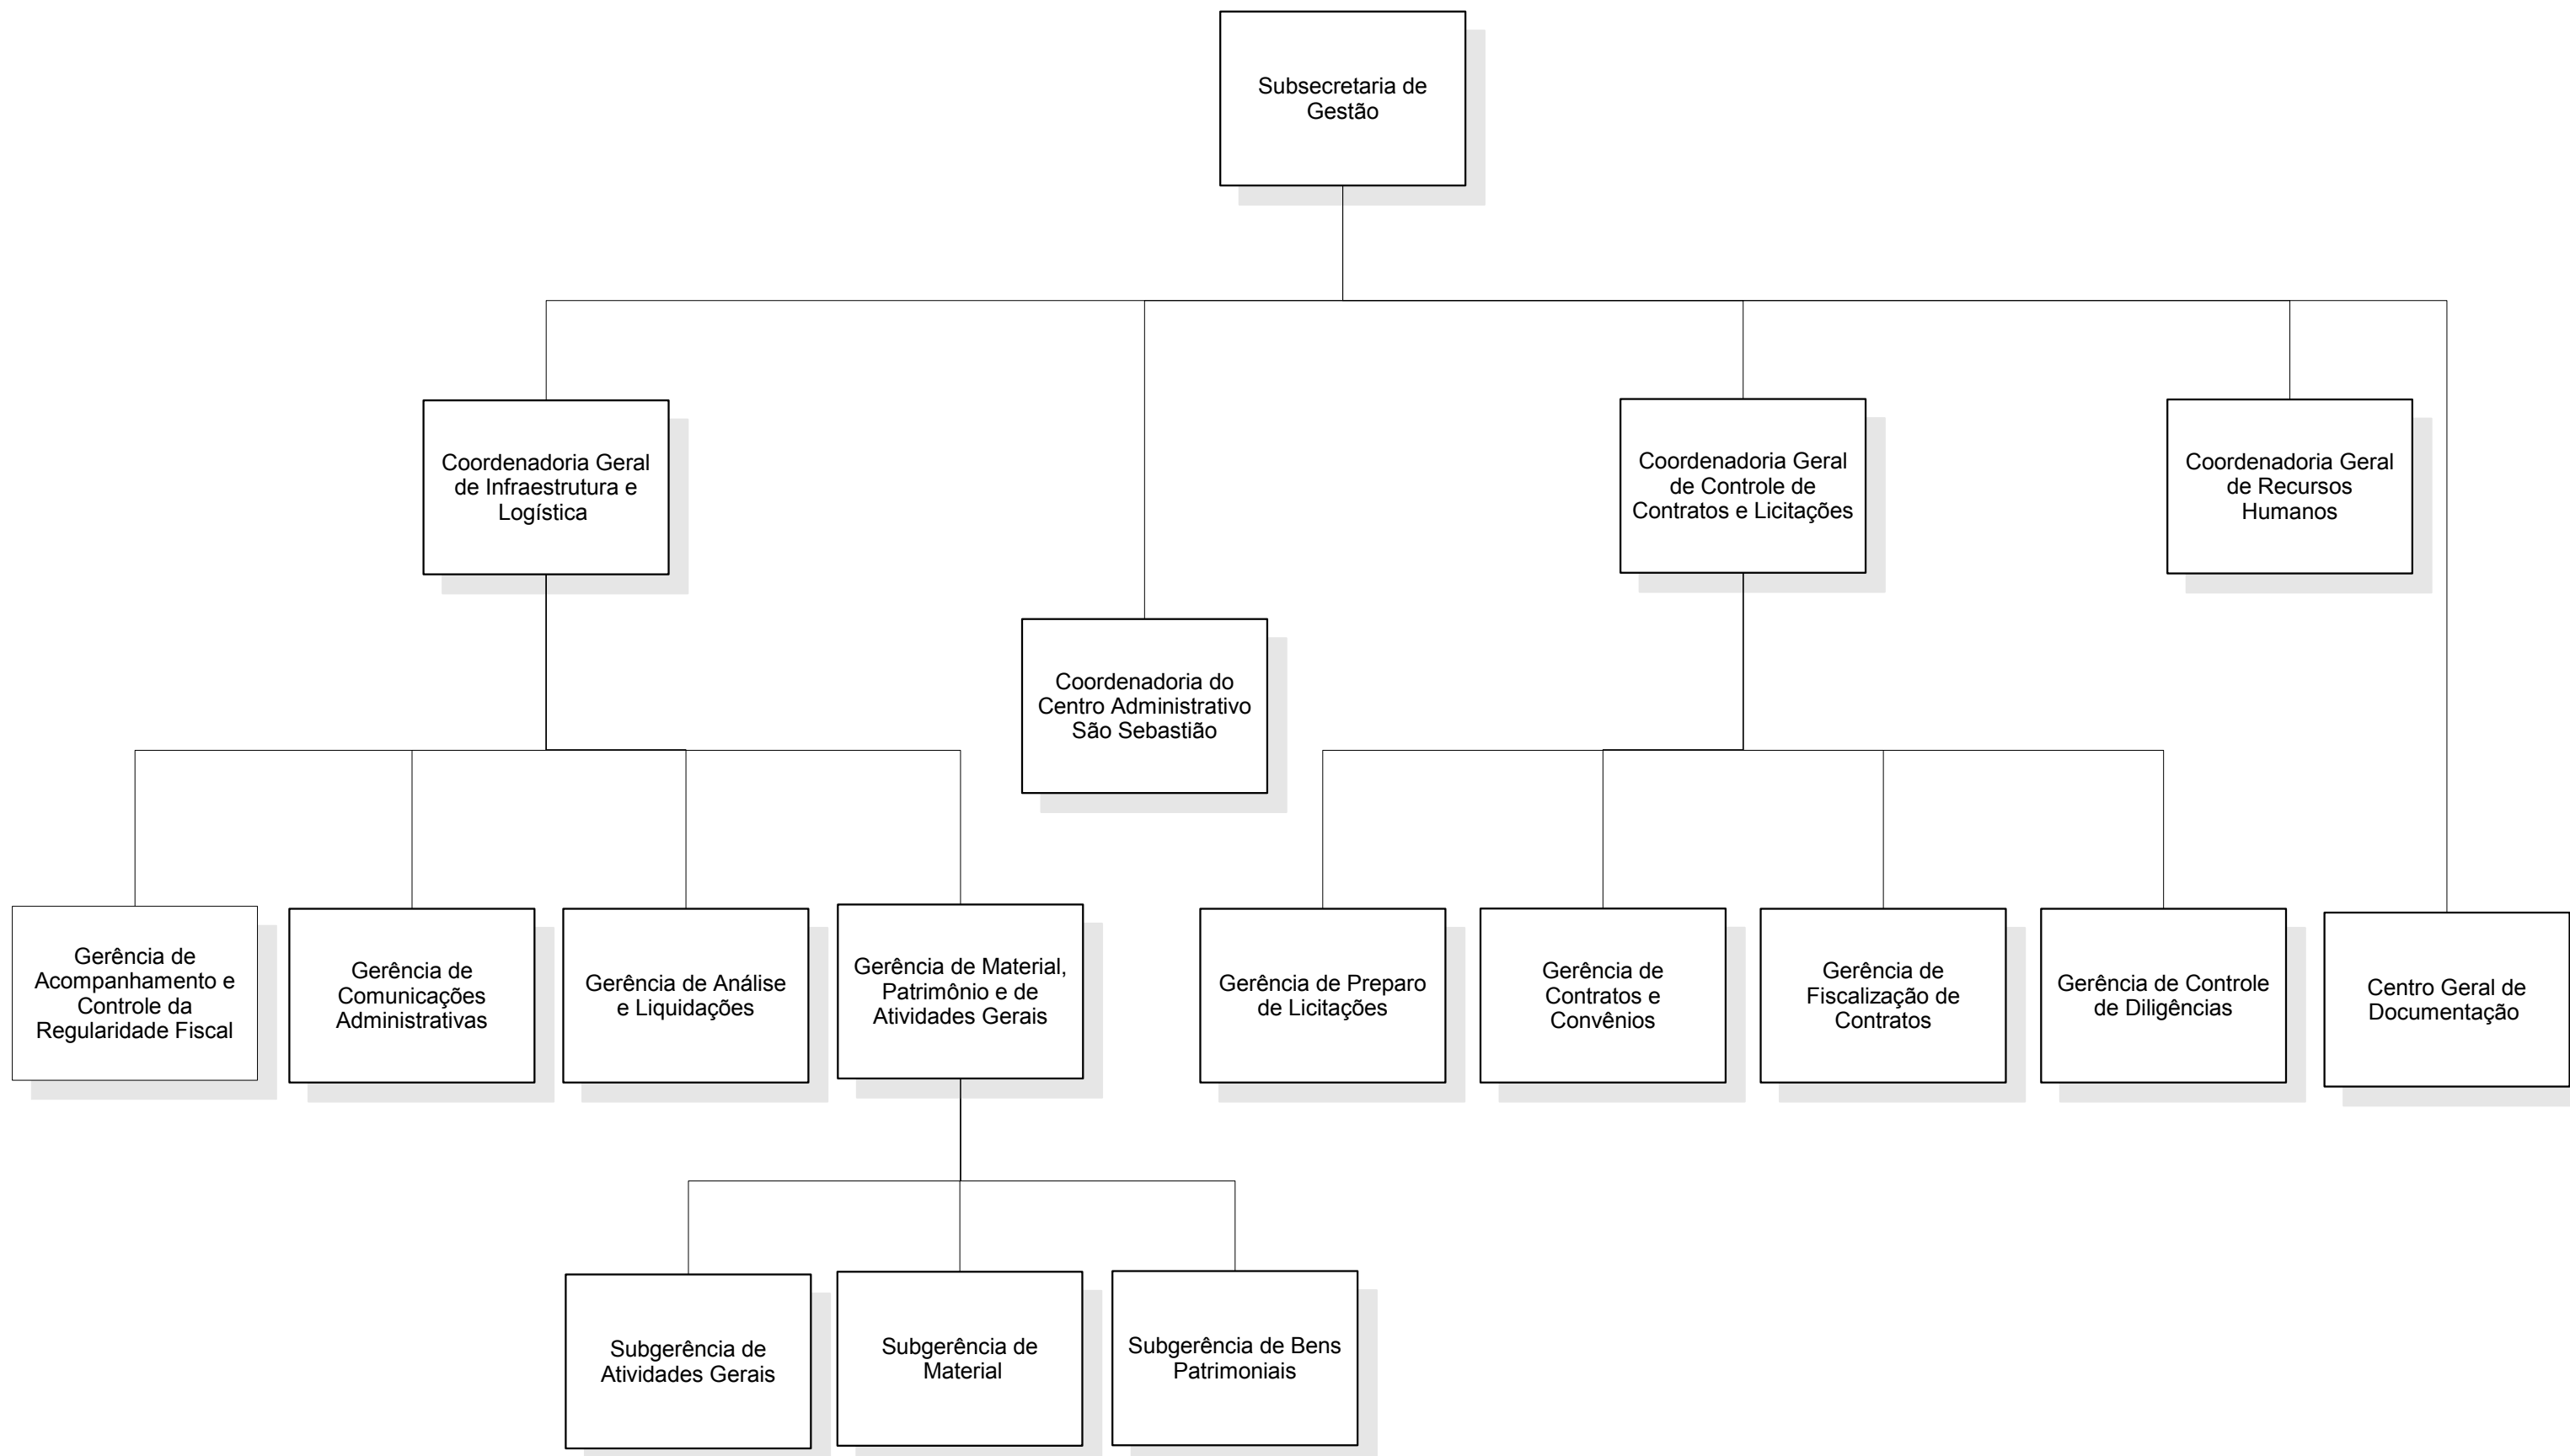 Subsecretaria de
Gestão
Coordenadoria Geral
de Infraestrutura e
Logística
Coordenadoria Geral
de Controle de
Contratos e Licitações
Coordenadoria Geral
de Recursos
Humanos
Coordenadoria do
Centro Administrativo
São Sebastião
Gerência de
Acompanhamento e
Controle da
Regularidade Fiscal
Gerência de
Comunicações
Administrativas
Gerência de Análise
e Liquidações
Gerência de Material,
Patrimônio e de
Atividades Gerais
Gerência de Preparo
de Licitações
Gerência de
Contratos e
Convênios
Gerência de
Fiscalização de
Contratos
Gerência de Controle
de Diligências
Centro Geral de
Documentação
Subgerência de
Atividades Gerais
Subgerência de
Material
Subgerência de Bens
Patrimoniais